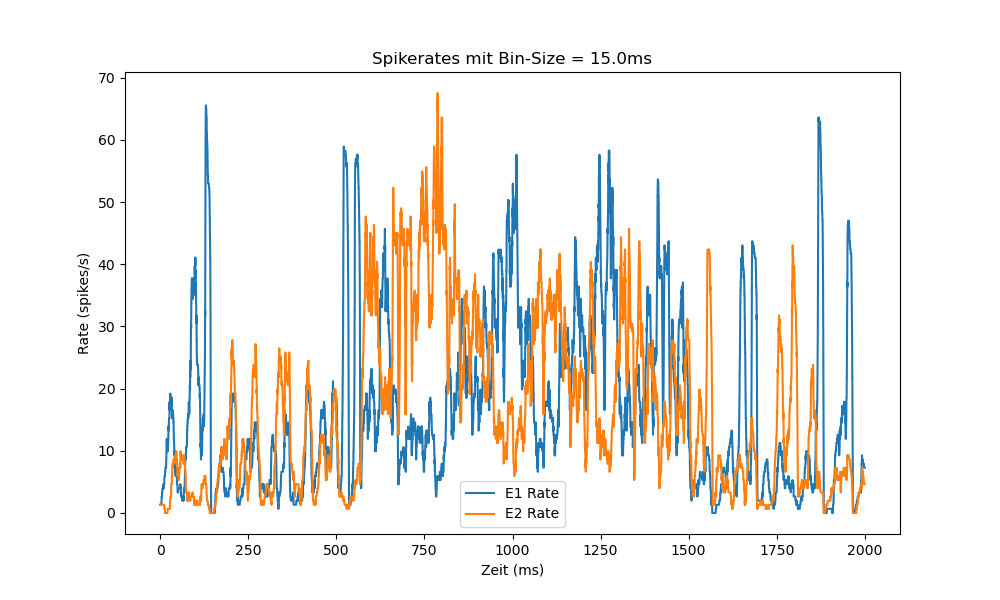 Spikerates mit Bin-Size = 15.0ms
70
60
50
40
30
20
10
0
Rate (spikes/s)
E1 Rate
E2 Rate
0 250 500 750 1000 1250 1500 1750 2000
Zeit (ms)